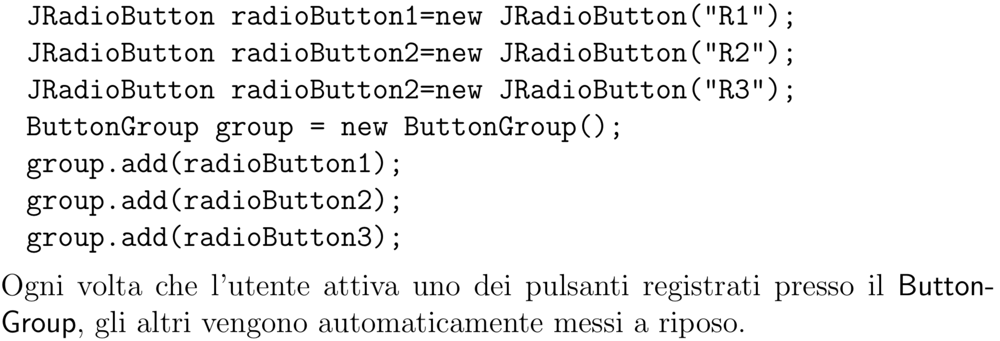 JRadioButton radioButton1=new JRadioButton("R1");
JRadioButton radioButton2=new JRadioButton("R2");
JRadioButton radioButton2=new JRadioButton("R3");
ButtonGroup group = new ButtonGroup();
group.add(radioButton1);
group.add(radioButton2);
group.add(radioButton3);
Ogni volta che l'utente attiva uno dei pulsanti registrati presso il Button-
Group, gli altri vengono automaticamente messi a riposo.